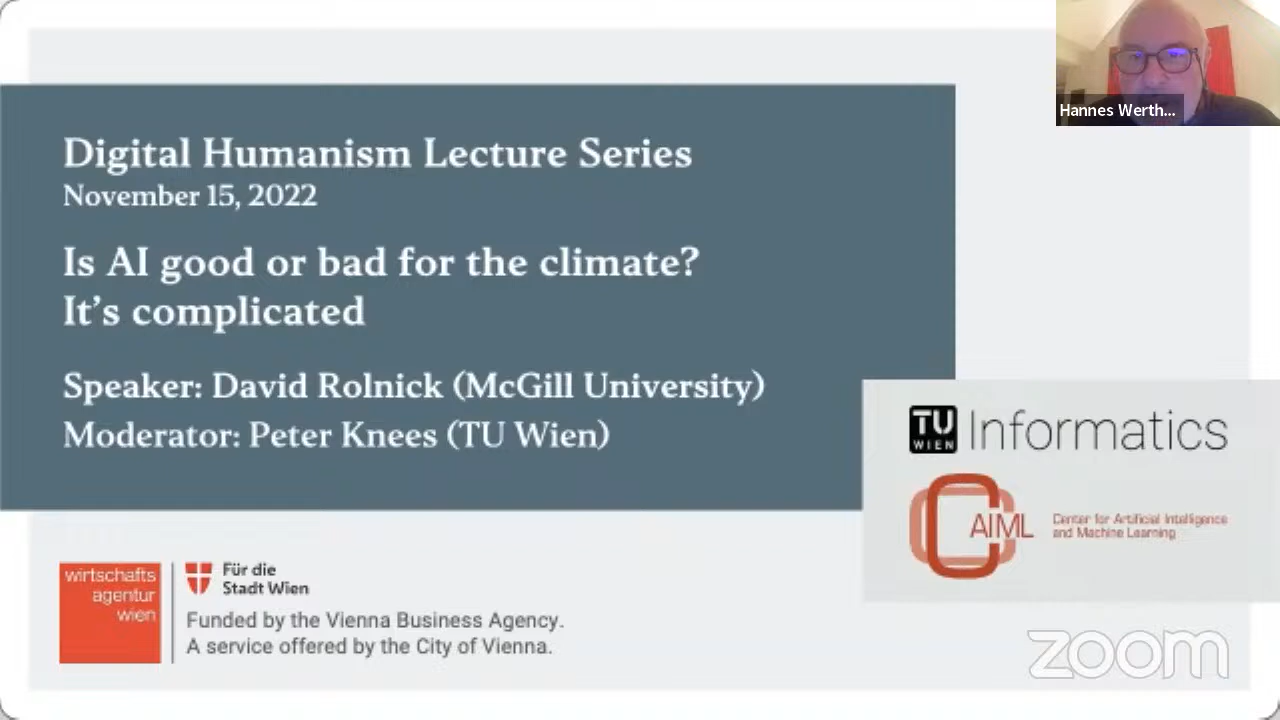 Digital Humanism Lecture Series
November 15, 2022
Is AI good or bad for the climate?
It's complicated
Speaker: David Rolnick (McGill University)
Moderator: Peter Knees (TU Wien)
Hannes Werth...
TU
WIEN
Informatics
CAIML
Center for Artificial Intelligence
and Machine Learning
wirtschafts
agentur
wien
Für die
Stadt Wien
Funded by the Vienna Business Agency.
A service offered by the City of Vienna.
zoom